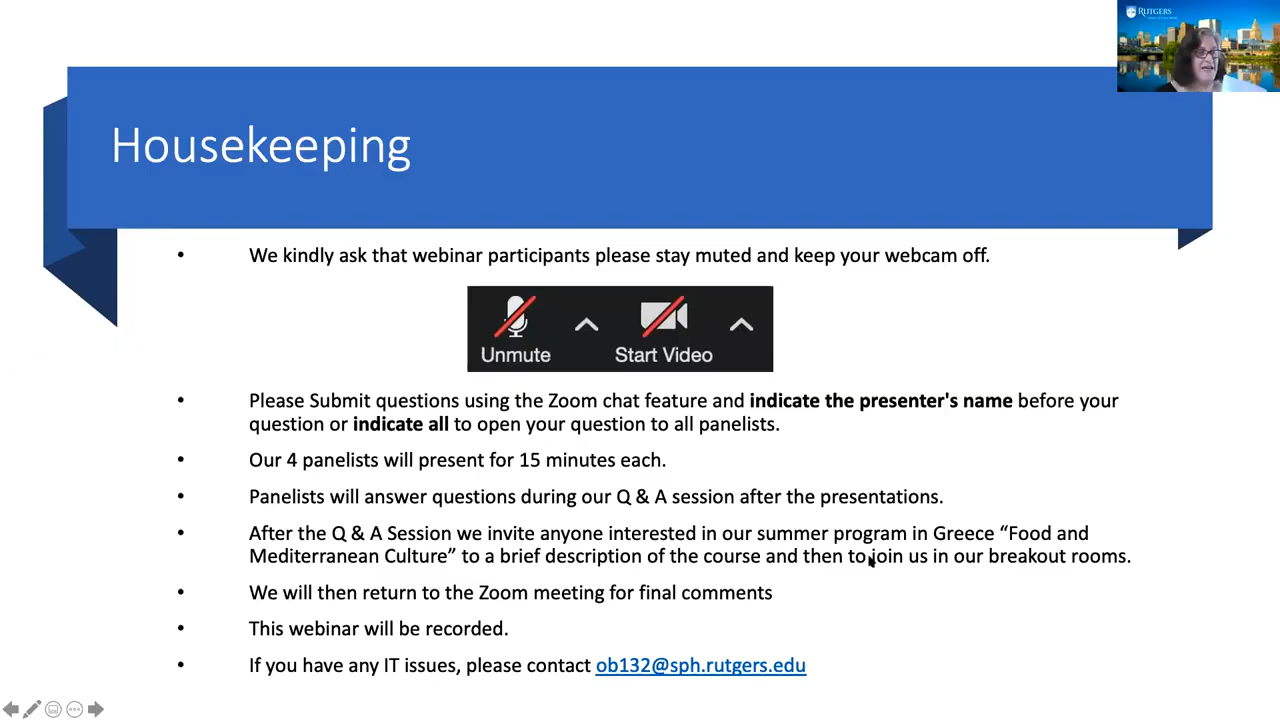 RUTGERS
Housekeeping
• We kindly ask that webinar participants please stay muted and keep your webcam off.
Unmute
Start Video
• Please Submit questions using the Zoom chat feature and indicate the presenter's name before your
question or indicate all to open your question to all panelists.
• Our 4 panelists will present for 15 minutes each.
• Panelists will answer questions during our Q & A session after the presentations.
• After the Q & A Session we invite anyone interested in our summer program in Greece “Food and
Mediterranean Culture” to a brief description of the course and then to join us in our breakout rooms.
• We will then return to the Zoom meeting for final comments
• This webinar will be recorded.
• If you have any IT issues, please contact ob132@sph.rutgers.edu